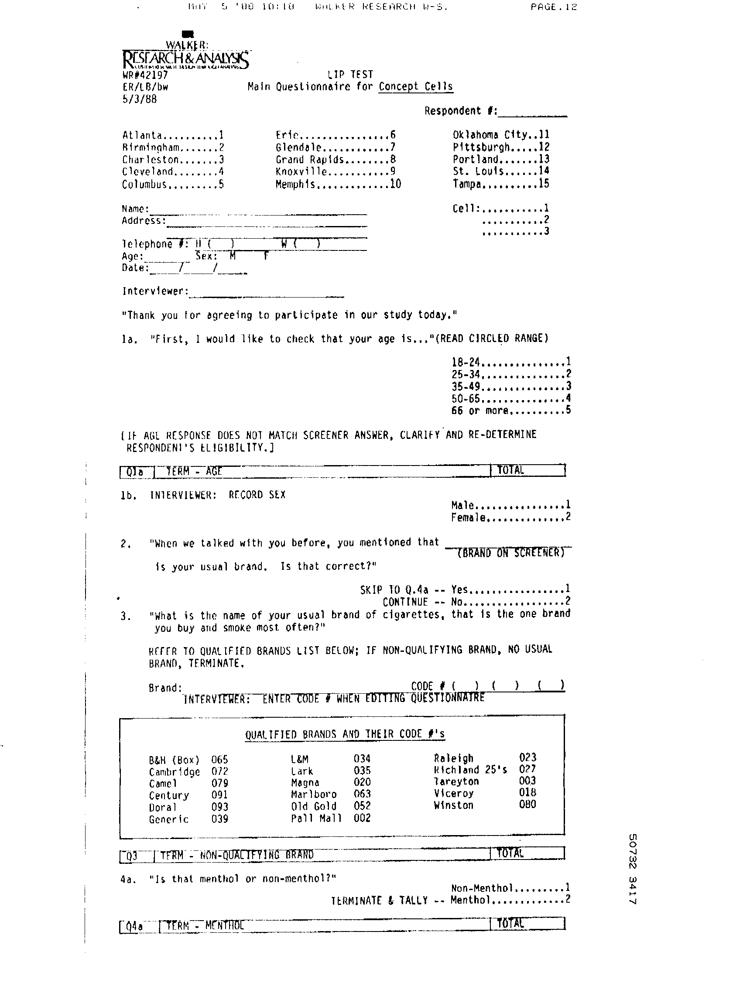 MAY 5 '88 10:10 WALKER RESEARCH W-S. PAGE.12
WALKER:
RESEARCH & ANALYSIS
WR#42197
LIP TEST
ER/LB/bw
Main Questionnaire for Concept Cells
5/3/88
Respondent #:
Atlanta..........1 Erie................6 Oklahoma City..11
Birmingham.......2 Glendale............7 Pittsburgh.....12
Charleston.......3 Grand Rapids........8 Portland.......13
Cleveland........4 Knoxville...........9 St. Louis......14
Columbus.........5 Memphis.............10 Tampa..........15
Name: Cell:...........1
Address: ...........2
...........3
Telephone #: H ( ) W ( )
Age: Sex: M F
Date: / /
Interviewer:
"Thank you for agreeing to participate in our study today."
1a. "First, I would like to check that your age is..."(READ CIRCLED RANGE)
18-24...............1
25-34...............2
35-49...............3
50-65...............4
66 or more..........5
[IF AGE RESPONSE DOES NOT MATCH SCREENER ANSWER, CLARIFY AND RE-DETERMINE
RESPONDENT'S ELIGIBILITY.]
Q1a TERM - AGE TOTAL
1b. INTERVIEWER: RECORD SEX
Male................1
Female..............2
2. "When we talked with you before, you mentioned that
(BRAND ON SCREENER)
is your usual brand. Is that correct?"
SKIP TO Q.4a -- Yes.................1
CONTINUE -- No..................2
3. "What is the name of your usual brand of cigarettes, that is the one brand
you buy and smoke most often?"
REFER TO QUALIFIED BRANDS LIST BELOW; IF NON-QUALIFYING BRAND, NO USUAL
BRAND, TERMINATE.
Brand: CODE # ( ) ( ) ( )
INTERVIEWER: ENTER CODE # WHEN EDITING QUESTIONNAIRE
QUALIFIED BRANDS AND THEIR CODE #'s
B&H (Box) 065 L&M 034 Raleigh 023
Cambridge 072 Lark 035 Richland 25's 027
Camel 079 Magna 020 Tareyton 003
Century 091 Marlboro 063 Viceroy 018
Doral 093 Old Gold 052 Winston 080
Generic 039 Pall Mall 002
Q3 TERM - NON-QUALIFYING BRAND TOTAL
4a. "Is that menthol or non-menthol?"
Non-Menthol.........1
TERMINATE & TALLY -- Menthol.............2
Q4a TERM - MENTHOL TOTAL
50732 3417